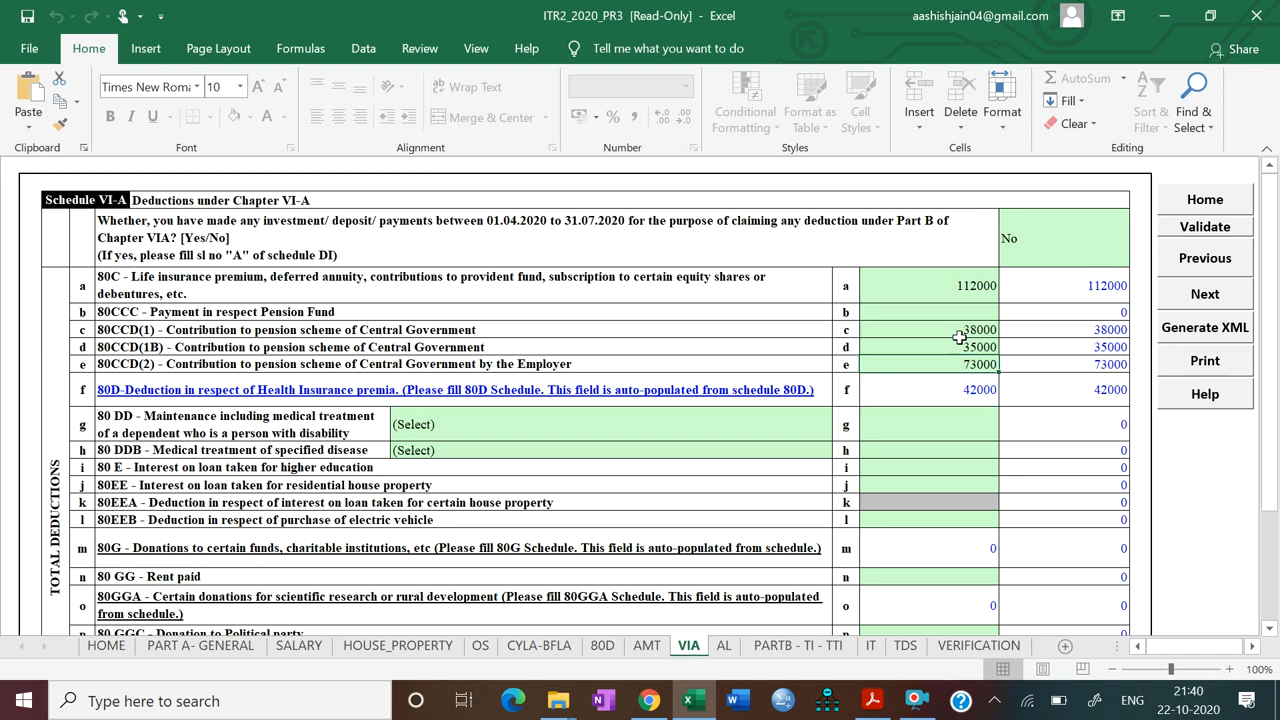 ITR2_2020_PR3 [Read-Only] - Excel
aashishjain04@gmail.com
File Home Insert Page Layout Formulas Data Review View Help Tell me what you want to do Share
Paste
Clipboard
Times New Roma 10
A A
B I U
A
Font
Wrap Text
Merge & Center
Alignment
%
Number
Conditional Formatting
Format as Table
Cell Styles
Styles
Insert Delete Format
Cells
AutoSum
Fill
Clear
Sort & Filter
Find & Select
Editing
Schedule VI-A Deductions under Chapter VI-A
Whether, you have made any investment/ deposit/ payments between 01.04.2020 to 31.07.2020 for the purpose of claiming any deduction under Part B of
Chapter VIA? [Yes/No]
(If yes, please fill sl no "A" of schedule DI)
No
TOTAL DEDUCTIONS
a 80C - Life insurance premium, deferred annuity, contributions to provident fund, subscription to certain equity shares or
debentures, etc. a 112000 112000
b 80CCC - Payment in respect Pension Fund b 0
c 80CCD(1) - Contribution to pension scheme of Central Government c 38000 38000
d 80CCD(1B) - Contribution to pension scheme of Central Government d 35000 35000
e 80CCD(2) - Contribution to pension scheme of Central Government by the Employer e 73000 73000
f 80D-Deduction in respect of Health Insurance premia. (Please fill 80D Schedule. This field is auto-populated from schedule 80D.) f 42000 42000
g 80 DD - Maintenance including medical treatment
of a dependent who is a person with disability (Select) g 0
h 80 DDB - Medical treatment of specified disease (Select) h 0
i 80 E - Interest on loan taken for higher education i 0
j 80EE - Interest on loan taken for residential house property j 0
k 80EEA - Deduction in respect of interest on loan taken for certain house property k 0
l 80EEB - Deduction in respect of purchase of electric vehicle l 0
m 80G - Donations to certain funds, charitable institutions, etc (Please fill 80G Schedule. This field is auto-populated from schedule.) m 0 0
n 80 GG - Rent paid n 0
o 80GGA - Certain donations for scientific research or rural development (Please fill 80GGA Schedule. This field is auto-populated
from schedule.) o 0 0
p 80 GGC - Donation to Political party p 0
Home
Validate
Previous
Next
Generate XML
Print
Help
HOME PART A- GENERAL SALARY HOUSE_PROPERTY OS CYLA-BFLA 80D AMT VIA AL PARTB - TI - TTI IT TDS VERIFICATION
100%
Type here to search
ENG
21:40
22-10-2020